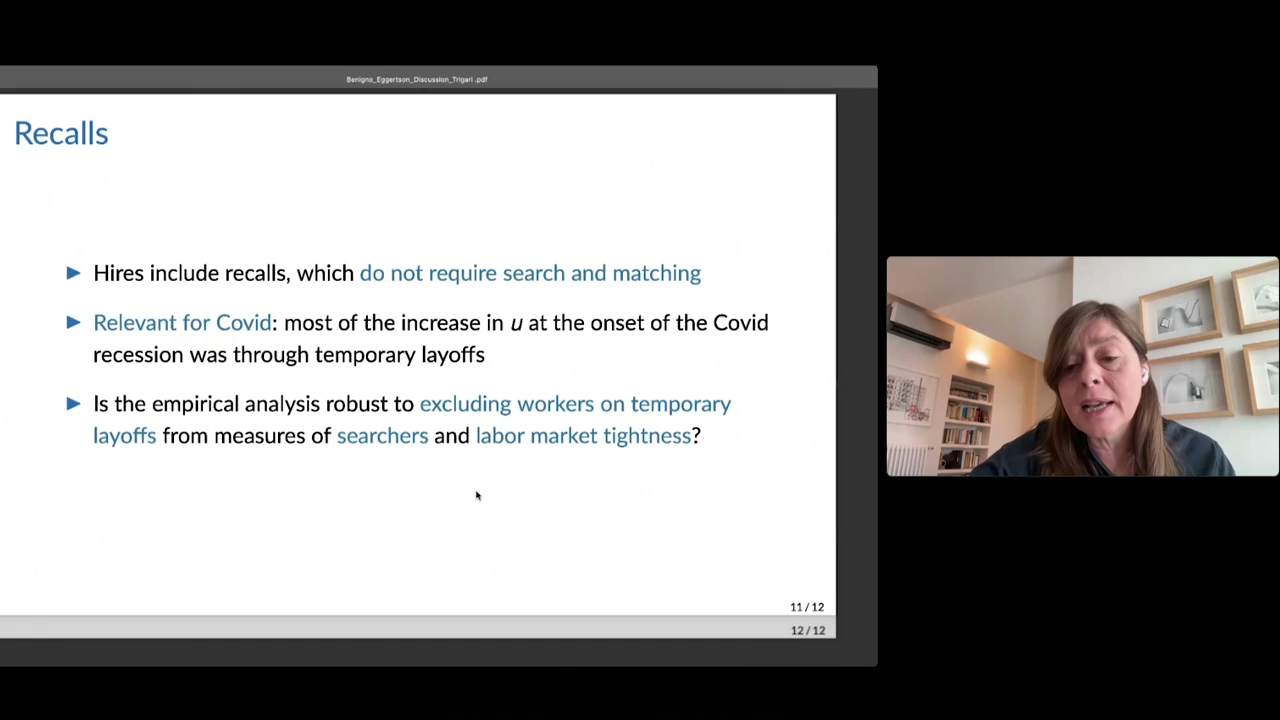 Benigno_Eggertson_Discussion_Trigari .pdf
Recalls
Hires include recalls, which do not require search and matching
Relevant for Covid: most of the increase in u at the onset of the Covid
recession was through temporary layoffs
Is the empirical analysis robust to excluding workers on temporary
layoffs from measures of searchers and labor market tightness?
11 / 12
12 / 12